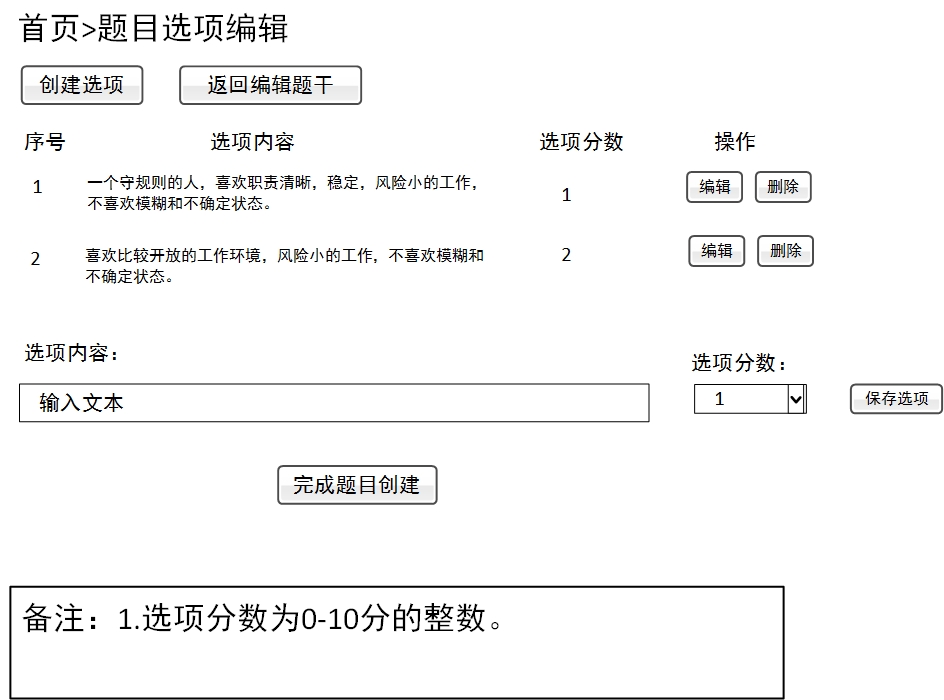 首页>题目选项编辑
创建选项 返回编辑题干
序号 选项内容 选项分数 操作
1 一个守规则的人，喜欢职责清晰，稳定，风险小的工作， 1 编辑 删除
不喜欢模糊和不确定状态。
2 喜欢比较开放的工作环境，风险小的工作，不喜欢模糊和 2 编辑 删除
不确定状态。
选项内容： 选项分数：
输入文本 1 保存选项
完成题目创建
备注：1.选项分数为0-10分的整数。